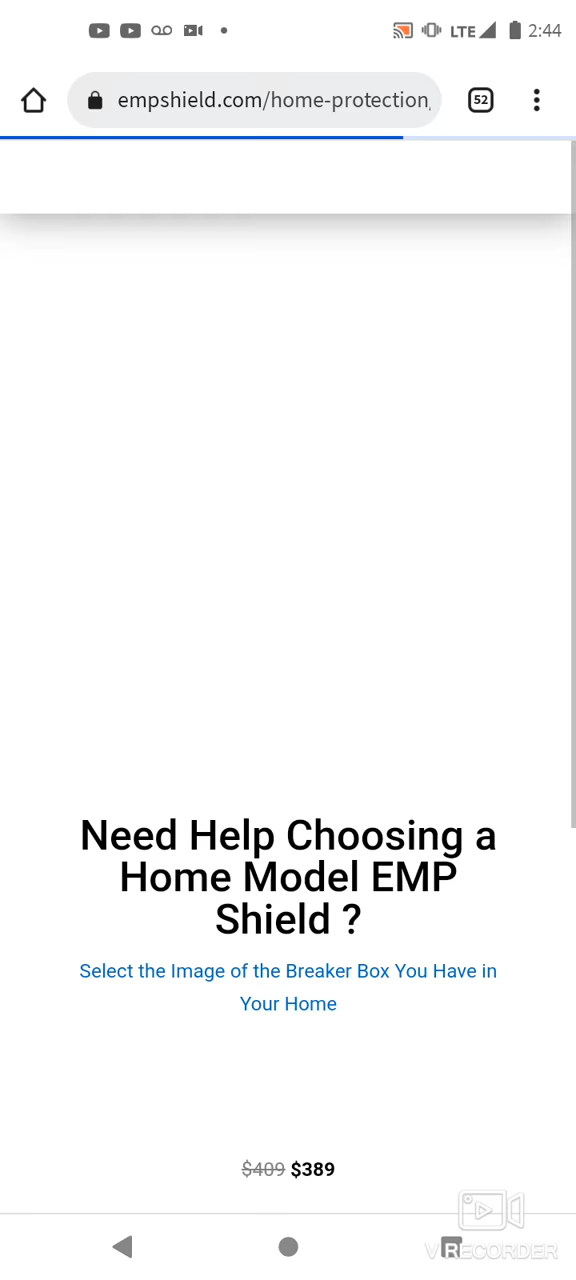 LTE 2:44
empshield.com/home-protection 52
Need Help Choosing a
Home Model EMP
Shield ?
Select the Image of the Breaker Box You Have in
Your Home
$409 $389
VRECORDER